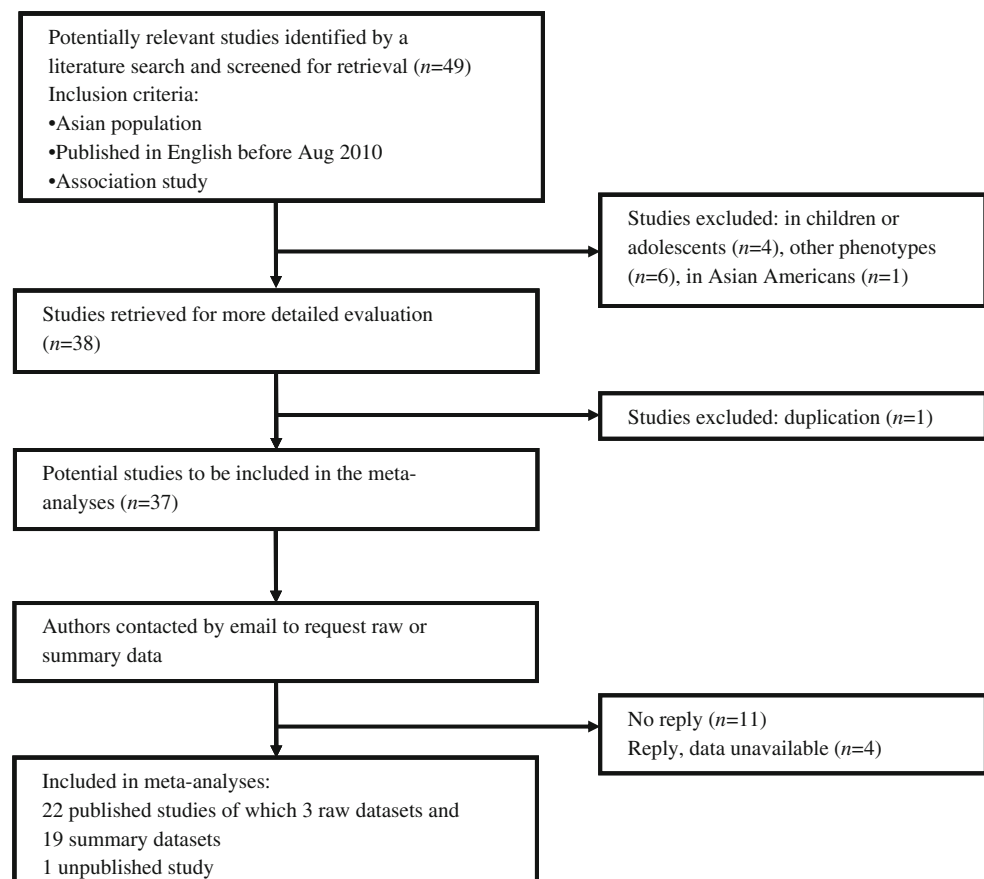 Potentially relevant studies identified by a
literature search and screened for retrieval (n=49)
Inclusion criteria:
•Asian population
•Published in English before Aug 2010
•Association study
Studies excluded: in children or
adolescents (n=4), other phenotypes
(n=6), in Asian Americans (n=1)
Studies retrieved for more detailed evaluation
(n=38)
Studies excluded: duplication (n=1)
Potential studies to be included in the meta-
analyses (n=37)
Authors contacted by email to request raw or
summary data
No reply (n=11)
Reply, data unavailable (n=4)
Included in meta-analyses:
22 published studies of which 3 raw datasets and
19 summary datasets
1 unpublished study